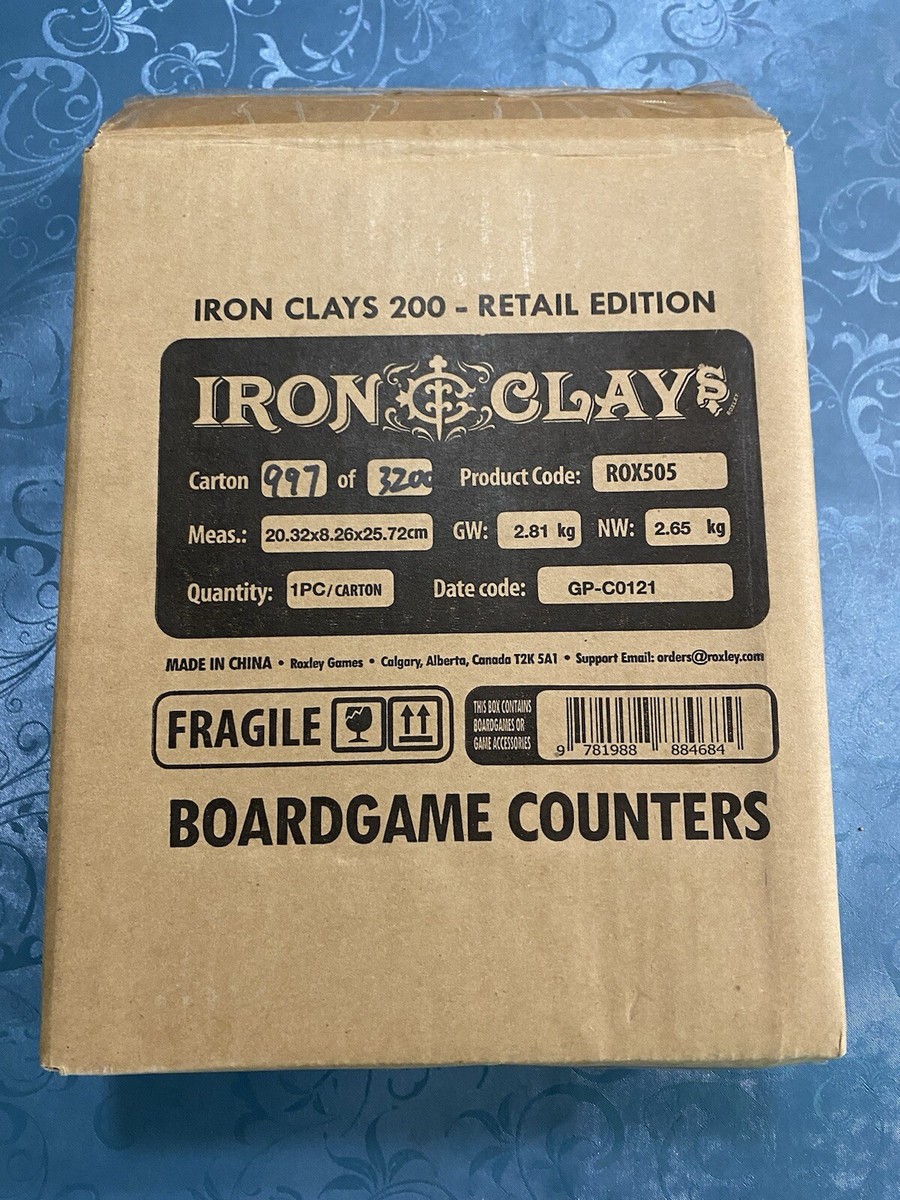 IRON CLAYS 200 - RETAIL EDITION
IRON CLAYS
ROXLEY
Carton 997 of 3200 Product Code: ROX505
Meas.: 20.32x8.26x25.72cm GW: 2.81 kg NW: 2.65 kg
Quantity: 1PC/CARTON Date code: GP-C0121
MADE IN CHINA • Roxley Games • Calgary, Alberta, Canada T2K 5A1 • Support Email: orders@roxley.com
FRAGILE
THIS BOX CONTAINS
BOARDGAMES OR
GAME ACCESSORIES
9 781988 884684
BOARDGAME COUNTERS